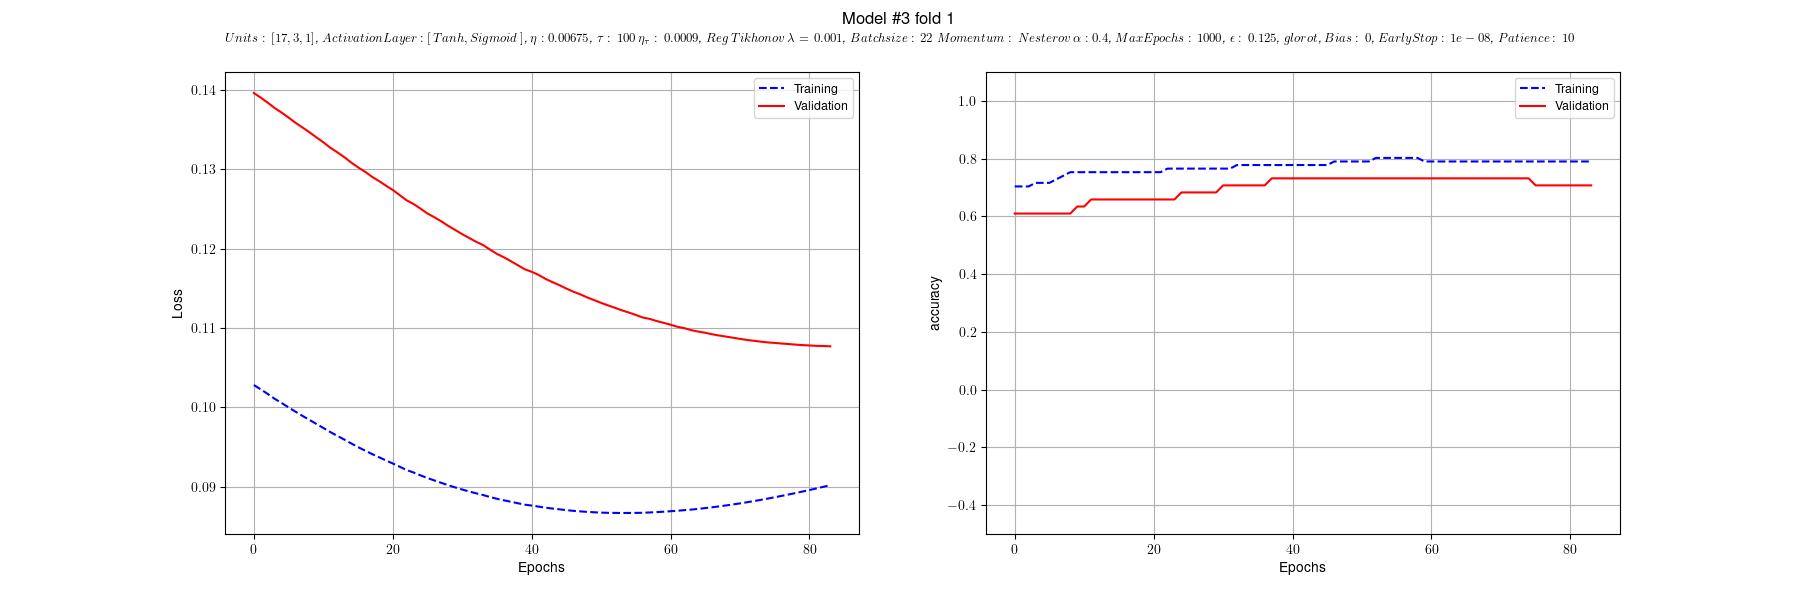 Model #3 fold 1
Units : [17, 3, 1], ActivationLayer : [ Tanh, Sigmoid ], η : 0.00675, τ : 100 η_τ : 0.0009, Reg Tikhonov λ = 0.001, Batchsize : 22 Momentum : Nesterov α : 0.4, MaxEpochs : 1000, ϵ : 0.125, glorot, Bias : 0, EarlyStop : 1e − 08, Patience : 10
0.14
0.13
0.12
0.11
0.10
0.09
Loss
0 20 40 60 80
Epochs
Training
Validation
1.0
0.8
0.6
0.4
0.2
0.0
−0.2
−0.4
accuracy
0 20 40 60 80
Epochs
Training
Validation